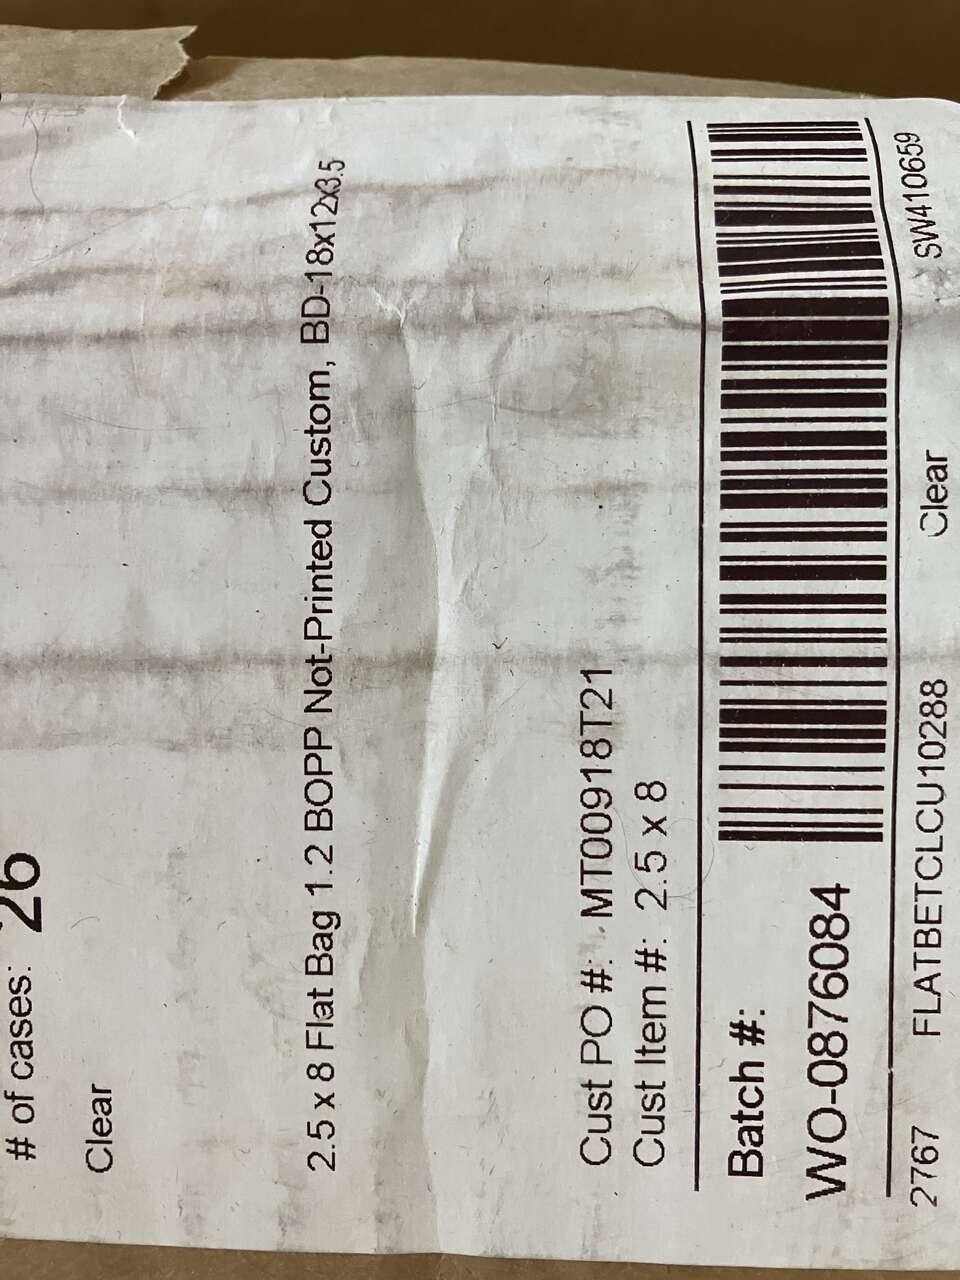 # of cases: 26
Clear
2.5 x 8 Flat Bag 1.2 BOPP Not-Printed Custom, BD-18x12x3.5
Cust PO #: MT00918T21
Cust Item #: 2.5 x 8
Batch #:
WO-0876084
2767 FLATBETCLCU10288 Clear SW410659